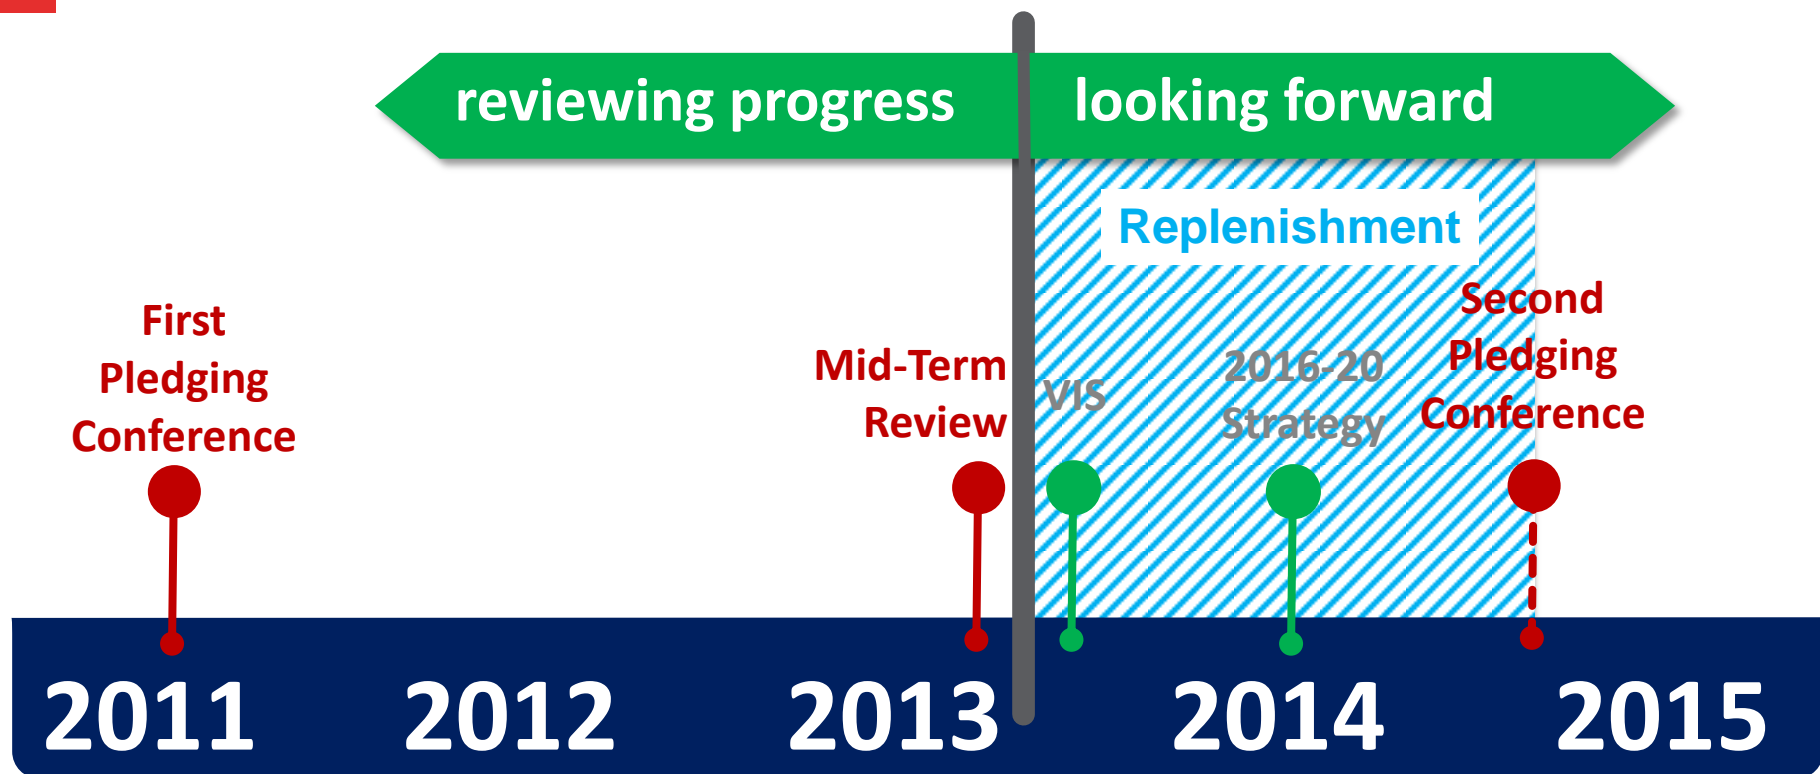 reviewing progress
looking forward
Replenishment
First
Pledging
Conference
Mid-Term
Review
VIS
2016-20
Strategy
Second
Pledging
Conference
2011
2012
2013
2014
2015